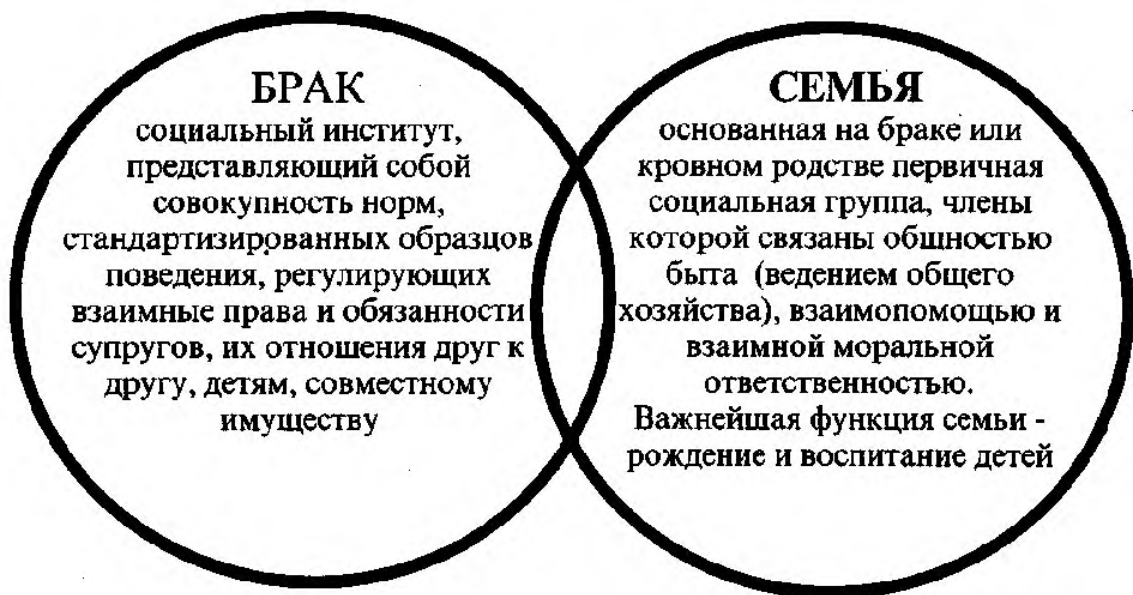 БРАК
социальный институт,
представляющий собой
совокупность норм,
стандартизированных образцов
поведения, регулирующих
взаимные права и обязанности
супругов, их отношения друг к
другу, детям, совместному
имуществу
СЕМЬЯ
основанная на браке или
кровном родстве первичная
социальная группа, члены
которой связаны общностью
быта (ведением общего
хозяйства), взаимопомощью и
взаимной моральной
ответственностью.
Важнейшая функция семьи -
рождение и воспитание детей